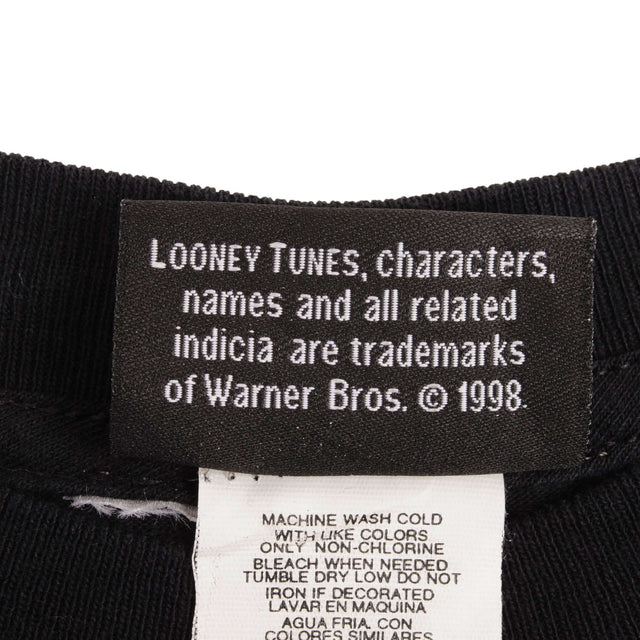 LOONEY TUNES, characters,
names and all related
indicia are trademarks
of Warner Bros. © 1998.
MACHINE WASH COLD
WITH LIKE COLORS
ONLY NON-CHLORINE
BLEACH WHEN NEEDED
TUMBLE DRY LOW DO NOT
IRON IF DECORATED
LAVAR EN MAQUINA
AGUA FRIA. CON
COLORES SIMILARES